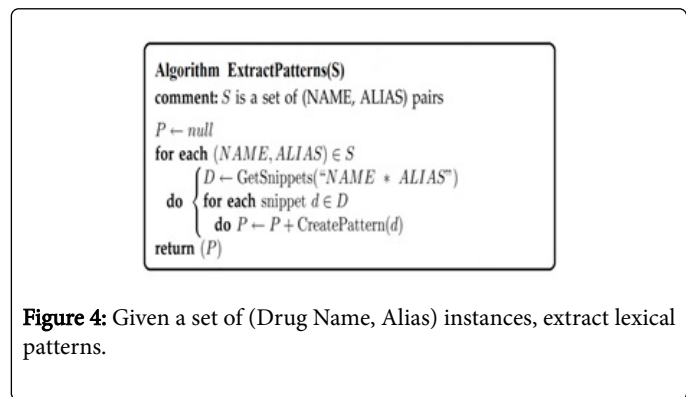 Algorithm ExtractPatterns(S)
comment: S is a set of (NAME, ALIAS) pairs
P ← null
for each (NAME, ALIAS) ∈ S
D ← GetSnippets(“NAME * ALIAS”)
do { for each snippet d ∈ D
do P ← P + CreatePattern(d)
return (P)
Figure 4: Given a set of (Drug Name, Alias) instances, extract lexical
patterns.